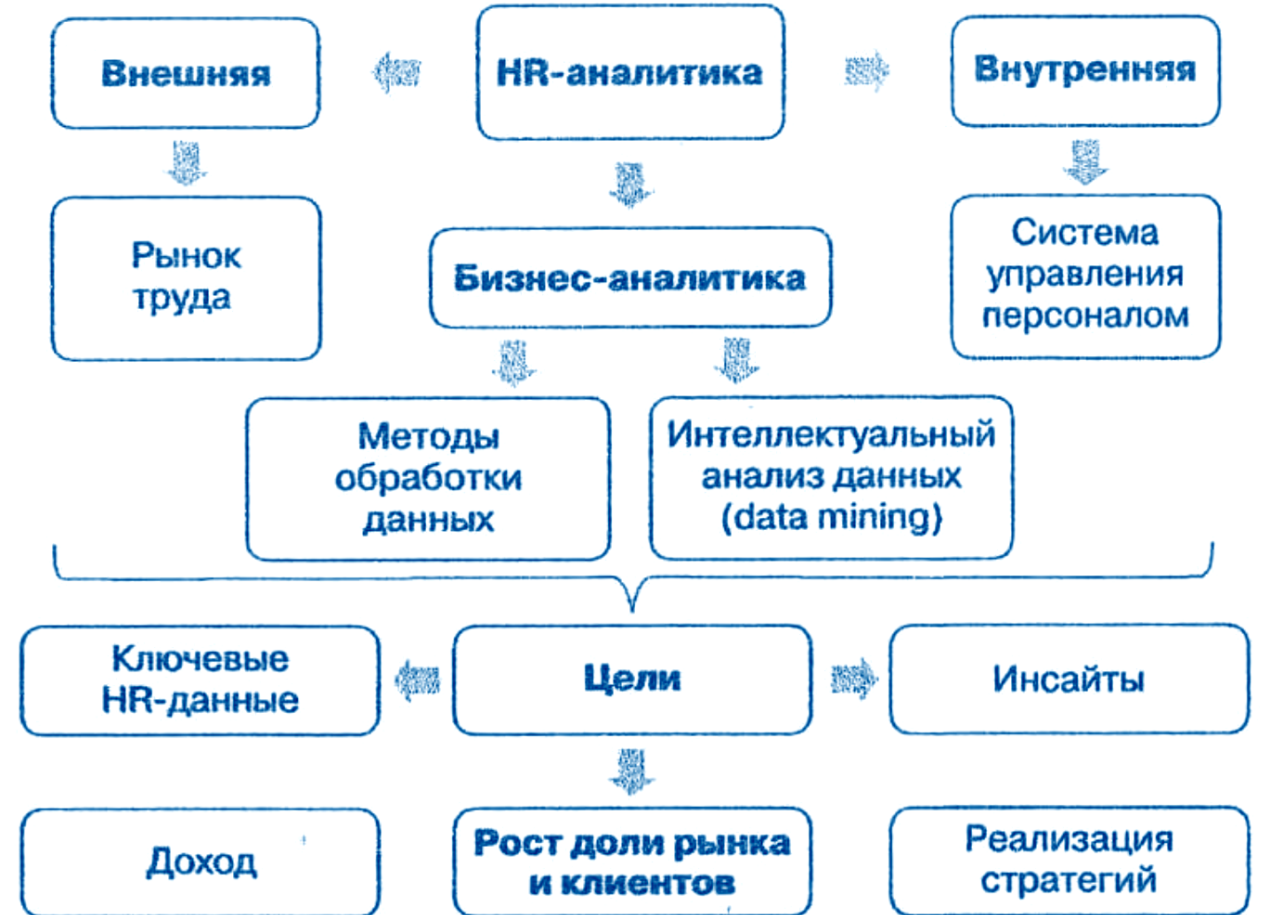 Внешняя
HR-аналитика
Внутренняя
Рынок
труда
Бизнес-аналитика
Система
управления
персоналом
Методы
обработки
данных
Интеллектуальный
анализ данных
(data mining)
Ключевые
HR-данные
Цели
Инсайты
Доход
Рост доли рынка
и клиентов
Реализация
стратегий